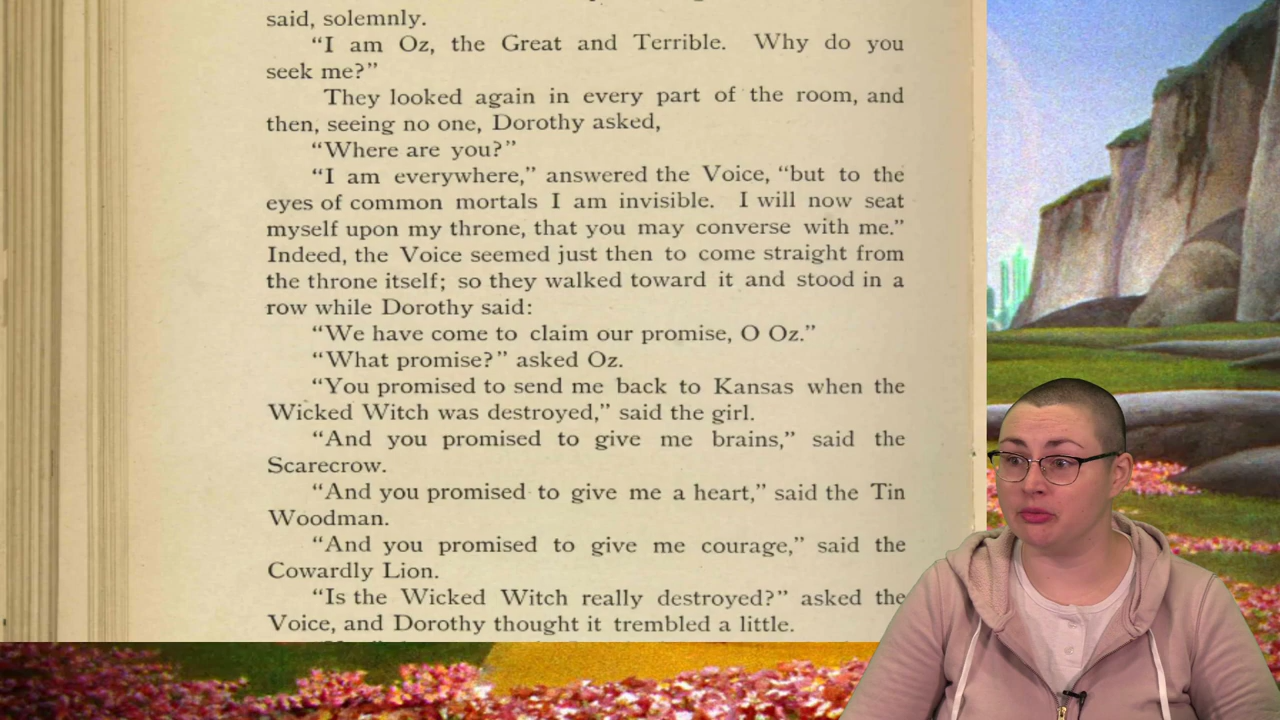 said, solemnly.
“I am Oz, the Great and Terrible. Why do you
seek me?”
They looked again in every part of the room, and
then, seeing no one, Dorothy asked,
“Where are you?”
“I am everywhere,” answered the Voice, “but to the
eyes of common mortals I am invisible. I will now seat
myself upon my throne, that you may converse with me.”
Indeed, the Voice seemed just then to come straight from
the throne itself; so they walked toward it and stood in a
row while Dorothy said:
“We have come to claim our promise, O Oz.”
“What promise?” asked Oz.
“You promised to send me back to Kansas when the
Wicked Witch was destroyed,” said the girl.
“And you promised to give me brains,” said the
Scarecrow.
“And you promised to give me a heart,” said the Tin
Woodman.
“And you promised to give me courage,” said the
Cowardly Lion.
“Is the Wicked Witch really destroyed?” asked the
Voice, and Dorothy thought it trembled a little.